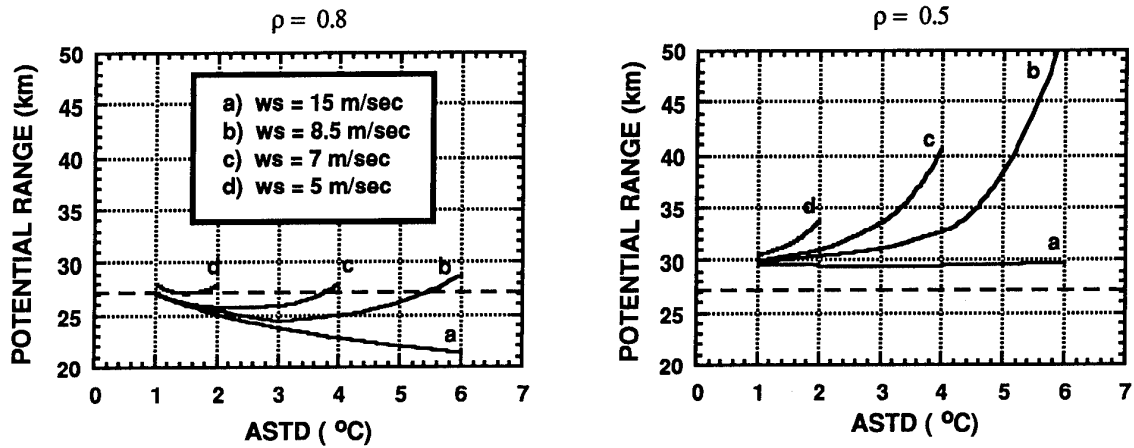 ρ = 0.8
POTENTIAL RANGE (km)
50
45
40
35
30
25
20
a) ws = 15 m/sec
b) ws = 8.5 m/sec
c) ws = 7 m/sec
d) ws = 5 m/sec
d
c
b
a
0 1 2 3 4 5 6 7
ASTD ( °C)
ρ = 0.5
POTENTIAL RANGE (km)
50
45
40
35
30
25
20
b
c
d
a
0 1 2 3 4 5 6 7
ASTD ( °C)